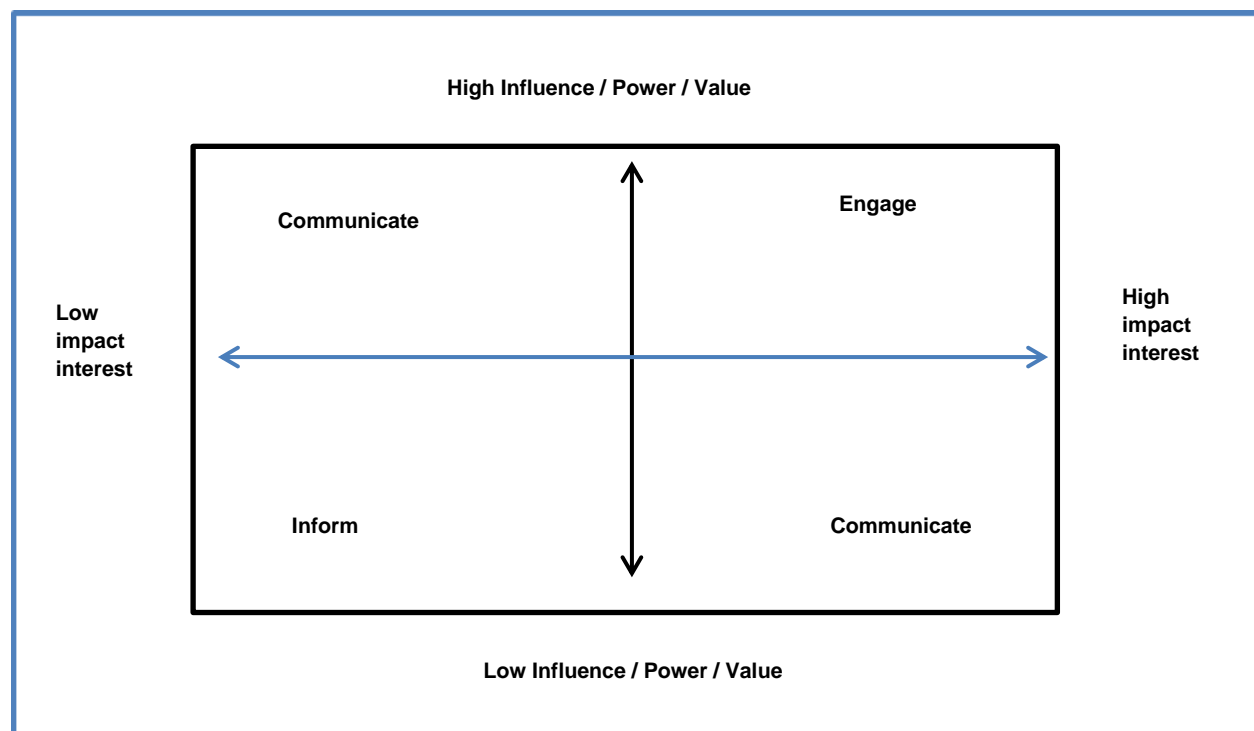 High Influence / Power / Value
Communicate
Engage
Low
impact
interest
High
impact
interest
Inform
Communicate
Low Influence / Power / Value